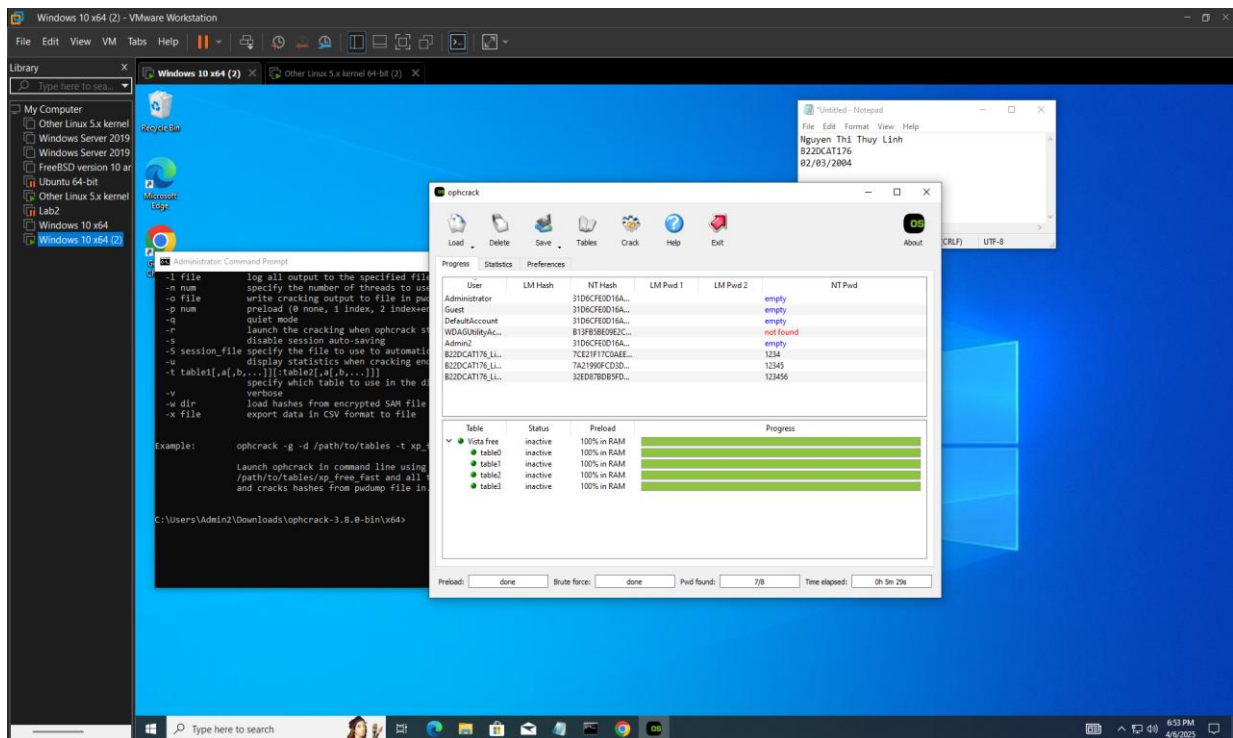 Windows 10 x64 (2) - VMware Workstation
File Edit View VM Tabs Help
Library
Type here to sea...
My Computer
Other Linux 5.x kernel
Windows Server 2019
Windows Server 2019
FreeBSD version 10 ar
Ubuntu 64-bit
Other Linux 5.x kernel
Lab2
Windows 10 x64
Windows 10 x64 (2)
Windows 10 x64 (2)
Other Linux 5.x kernel 64-bit (2)
Recycle Bin
Microsoft
Edge
*Untitled - Notepad
File Edit Format View Help
Nguyen Thi Thuy Linh
B22DCAT176
02/03/2004
(CRLF) UTF-8
Administrator: Command Prompt
-l file log all output to the specified file
-n num specify the number of threads to use
-o file write cracking output to file in pwd
-p num preload (0 none, 1 index, 2 index+en
-q quiet mode
-r launch the cracking when ophcrack st
-s disable session auto-saving
-S session_file specify the file to use to automatic
-u display statistics when cracking end
-t table1[,a[,b,...]][:table2[,a[,b,...]]]
specify which table to use in the di
-v verbose
-w dir load hashes from encrypted SAM file
-x file export data in CSV format to file
Example: ophcrack -g -d /path/to/tables -t xp_f
Launch ophcrack in command line using
/path/to/tables/xp_free_fast and all t
and cracks hashes from pwdump file in.
C:\Users\Admin2\Downloads\ophcrack-3.8.0-bin\x64>
ophcrack
Load Delete Save Tables Crack Help Exit About
OS
Progress Statistics Preferences
User LM Hash NT Hash LM Pwd 1 LM Pwd 2 NT Pwd
Administrator 31D6CFE0D16A... empty
Guest 31D6CFE0D16A... empty
DefaultAccount 31D6CFE0D16A... empty
WDAGUtilityAc... B13FB5BE09E2C... not found
Admin2 31D6CFE0D16A... empty
B22DCAT176_Li... 7CE21F17C0AEE... 1234
B22DCAT176_Li... 7A21990FCD3D... 12345
B22DCAT176_Li... 32ED87BDB5FD... 123456
Table Status Preload Progress
Vista free inactive 100% in RAM
table0 inactive 100% in RAM
table1 inactive 100% in RAM
table2 inactive 100% in RAM
table3 inactive 100% in RAM
Preload: done Brute force: done Pwd found: 7/8 Time elapsed: 0h 5m 29s
Type here to search
6:53 PM
4/6/2025